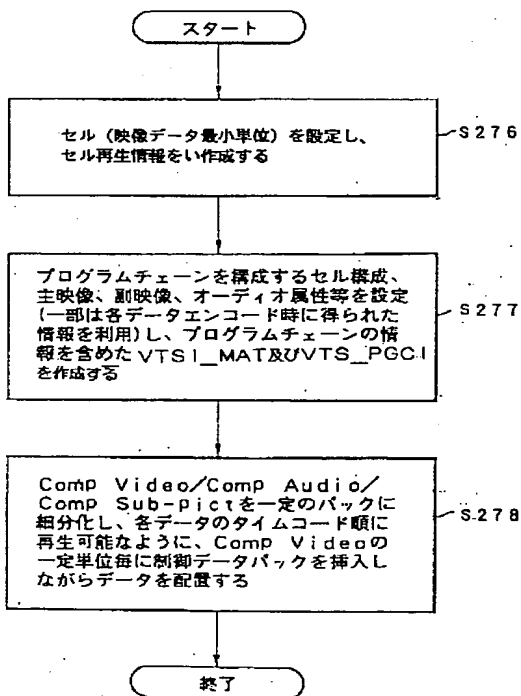 スタート
セル（映像データ最小単位）を設定し、
セル再生情報をい作成する
S276
プログラムチェーンを構成するセル構成、
主映像、副映像、オーディオ属性等を設定
(一部は各データエンコード時に得られた
情報を利用)し、プログラムチェーンの情
報を含めたVTSI_MAT及びVTS_PGCI
を作成する
S277
Comp Video/Comp Audio/
Comp Sub-pictを一定のパックに
細分化し、各データのタイムコード順に
再生可能なように、Comp Videoの
一定単位毎に制御データパックを挿入し
ながらデータを配置する
S278
終了